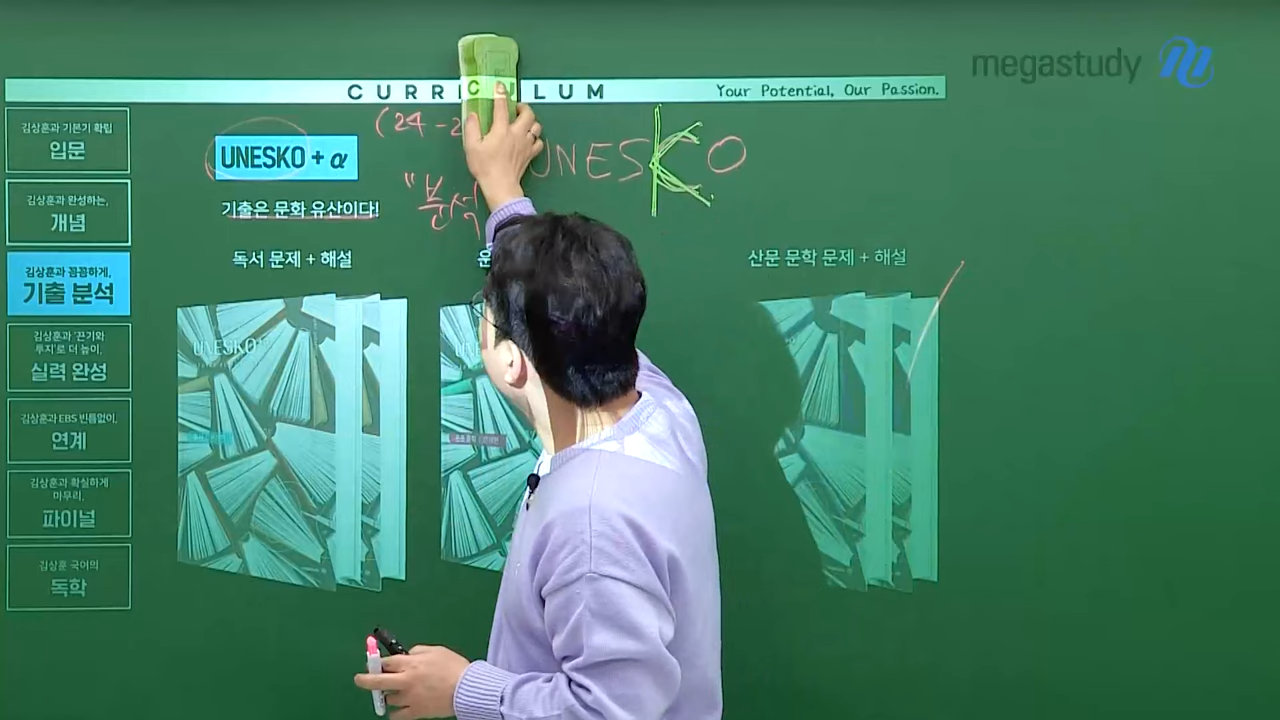 megastudy
CURRICULUM
Your Potential, Our Passion.
김상훈과 기본기 확립
입문
김상훈과 완성하는,
개념
김상훈과 꼼꼼하게,
기출 분석
김상훈과 '끈기와
투지'로 더 높이,
실력 완성
김상훈과 EBS 빈틈없이,
연계
김상훈과 확실하게
마무리,
파이널
김상훈 국어의
독학
UNESKO + α
(24-2
UNESKO
기출은 문화 유산이다!
"분석
독서 문제 + 해설
운
산문 문학 문제 + 해설
UNESKO
UN